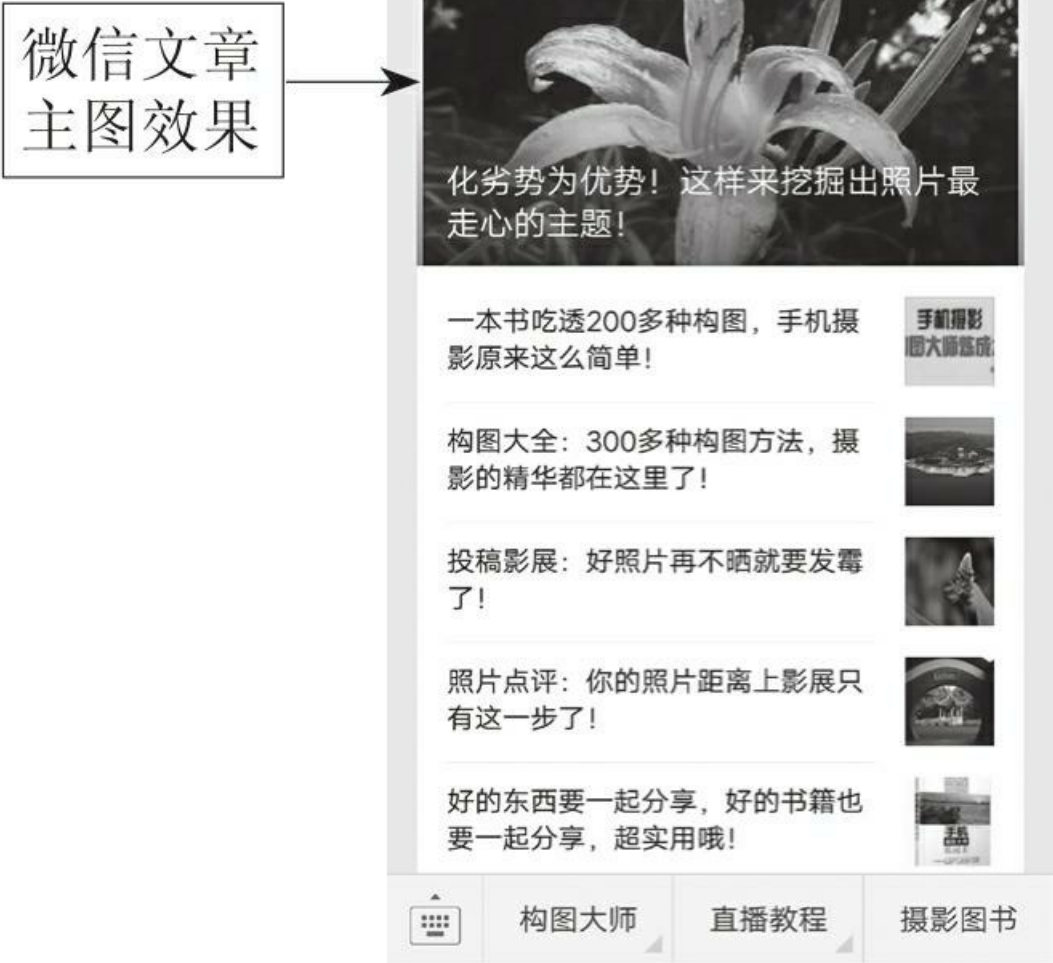 微信文章
主图效果
化劣势为优势！这样来挖掘出照片最
走心的主题！
一本书吃透200多种构图，手机摄
影原来这么简单！
手机摄影
图大师炼成
构图大全：300多种构图方法，摄
影的精华都在这里了！
投稿影展：好照片再不晒就要发霉
了！
照片点评：你的照片距离上影展只
有这一步了！
好的东西要一起分享，好的书籍也
要一起分享，超实用哦！
手机
构图大师
直播教程
摄影图书